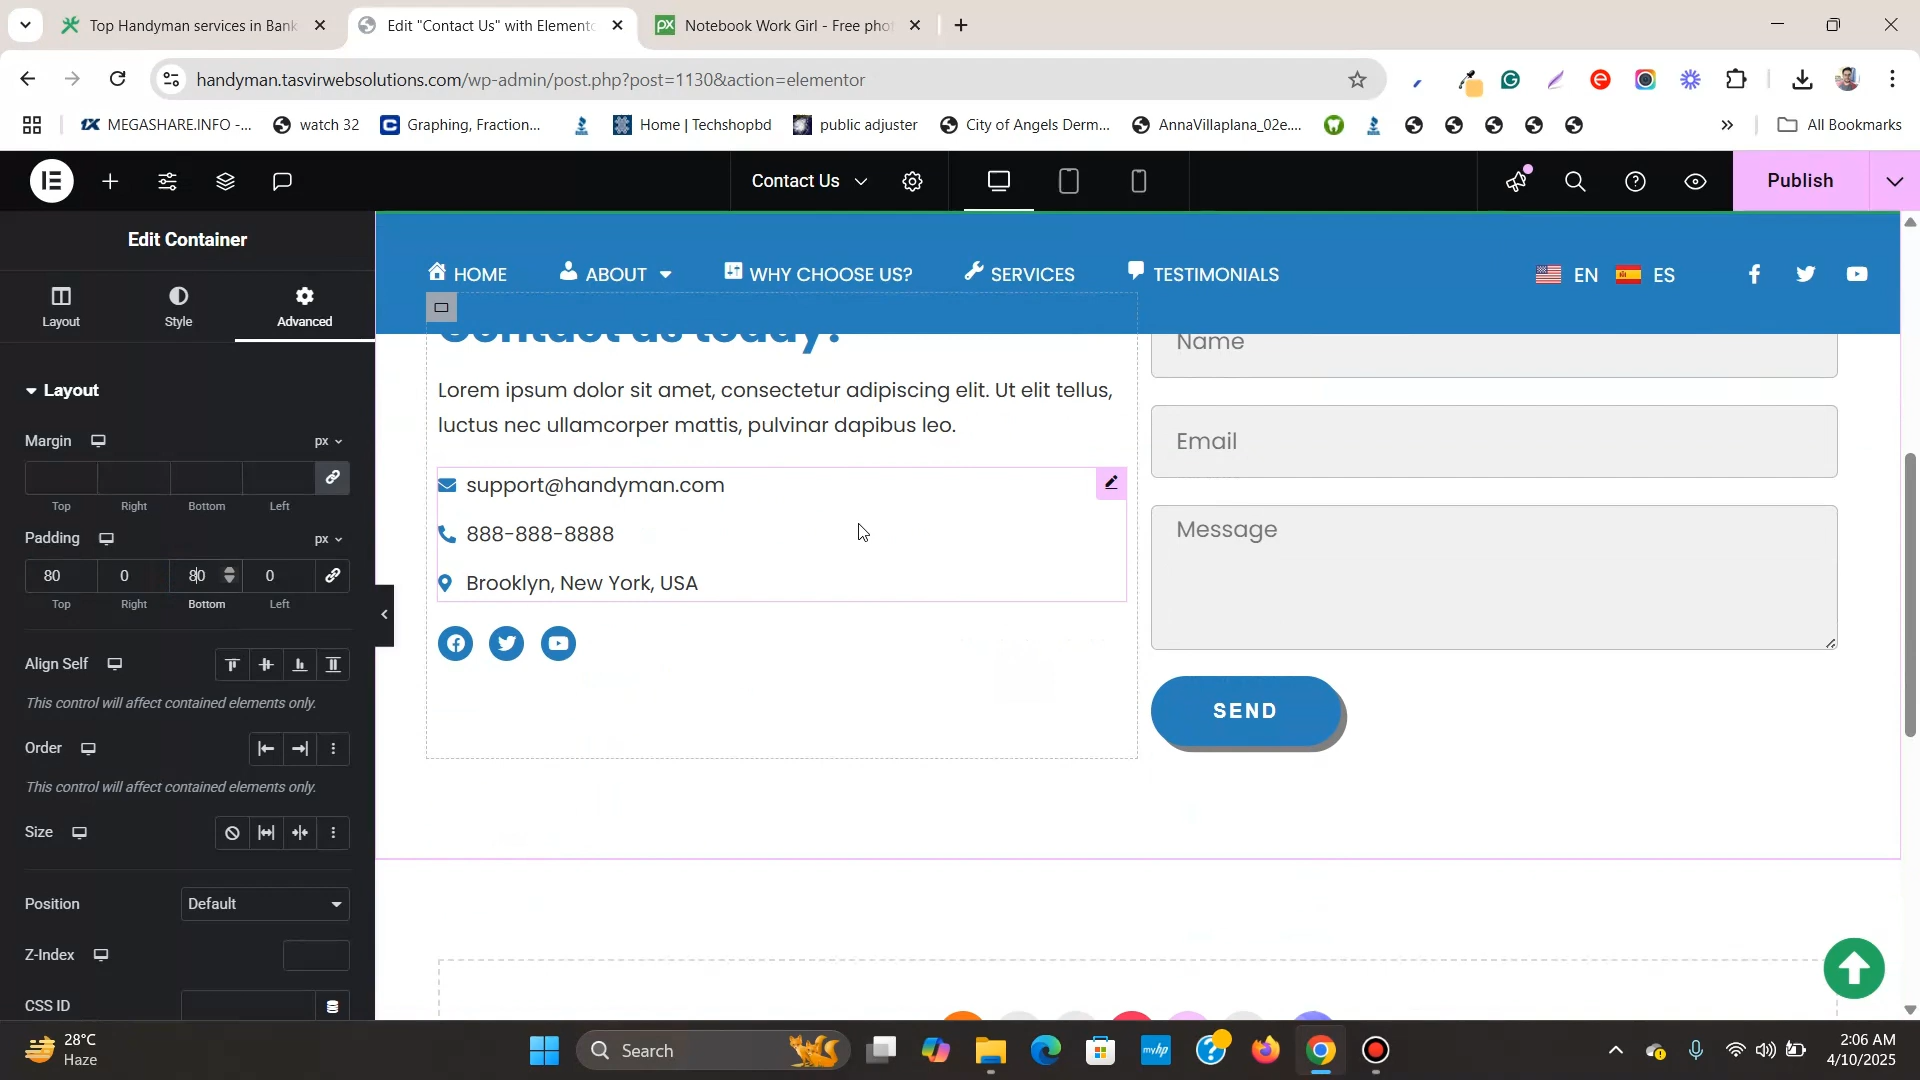 Top Handyman services in Bank
Edit "Contact Us" with Elemento
Notebook Work Girl - Free phot
handyman.tasvirwebsolutions.com/wp-admin/post.php?post=1130&action=elementor
MEGASHARE.INFO -...
watch 32
Graphing, Fraction...
Home | Techshopbd
public adjuster
City of Angels Derm...
AnnaVillaplana_02e....
All Bookmarks
Contact Us
Publish
Edit Container
Layout
Style
Advanced
HOME
ABOUT
WHY CHOOSE US?
SERVICES
TESTIMONIALS
EN
ES
Layout
Margin
px
Top
Right
Bottom
Left
Padding
px
80
0
80
0
Top
Right
Bottom
Left
Align Self
This control will affect contained elements only.
Order
This control will affect contained elements only.
Size
Position
Default
Z-Index
CSS ID
Contact us today!
Lorem ipsum dolor sit amet, consectetur adipiscing elit. Ut elit tellus,
luctus nec ullamcorper mattis, pulvinar dapibus leo.
support@handyman.com
888-888-8888
Brooklyn, New York, USA
Name
Email
Message
SEND
28°C
Haze
Search
myhp
2:06 AM
4/10/2025